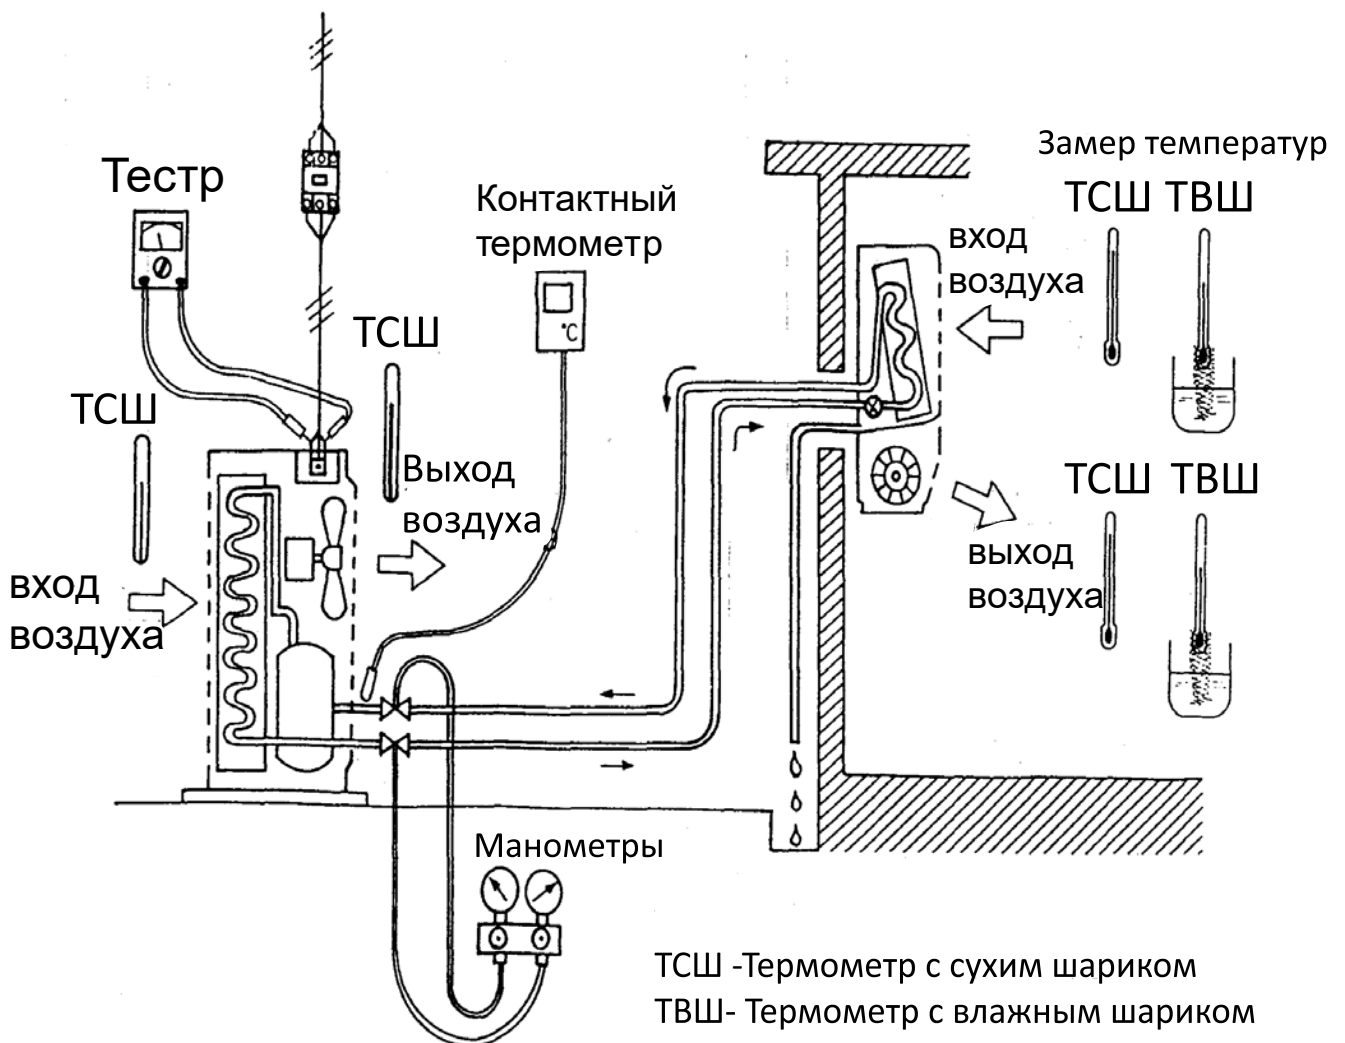 Замер температур
Тестр
Контактный
термометр
ТСШ ТВШ
вход
воздуха
°C
ТСШ
ТСШ
Выход
воздуха
ТСШ ТВШ
выход
воздуха
вход
воздуха
Манометры
ТСШ -Термометр с сухим шариком
ТВШ- Термометр с влажным шариком